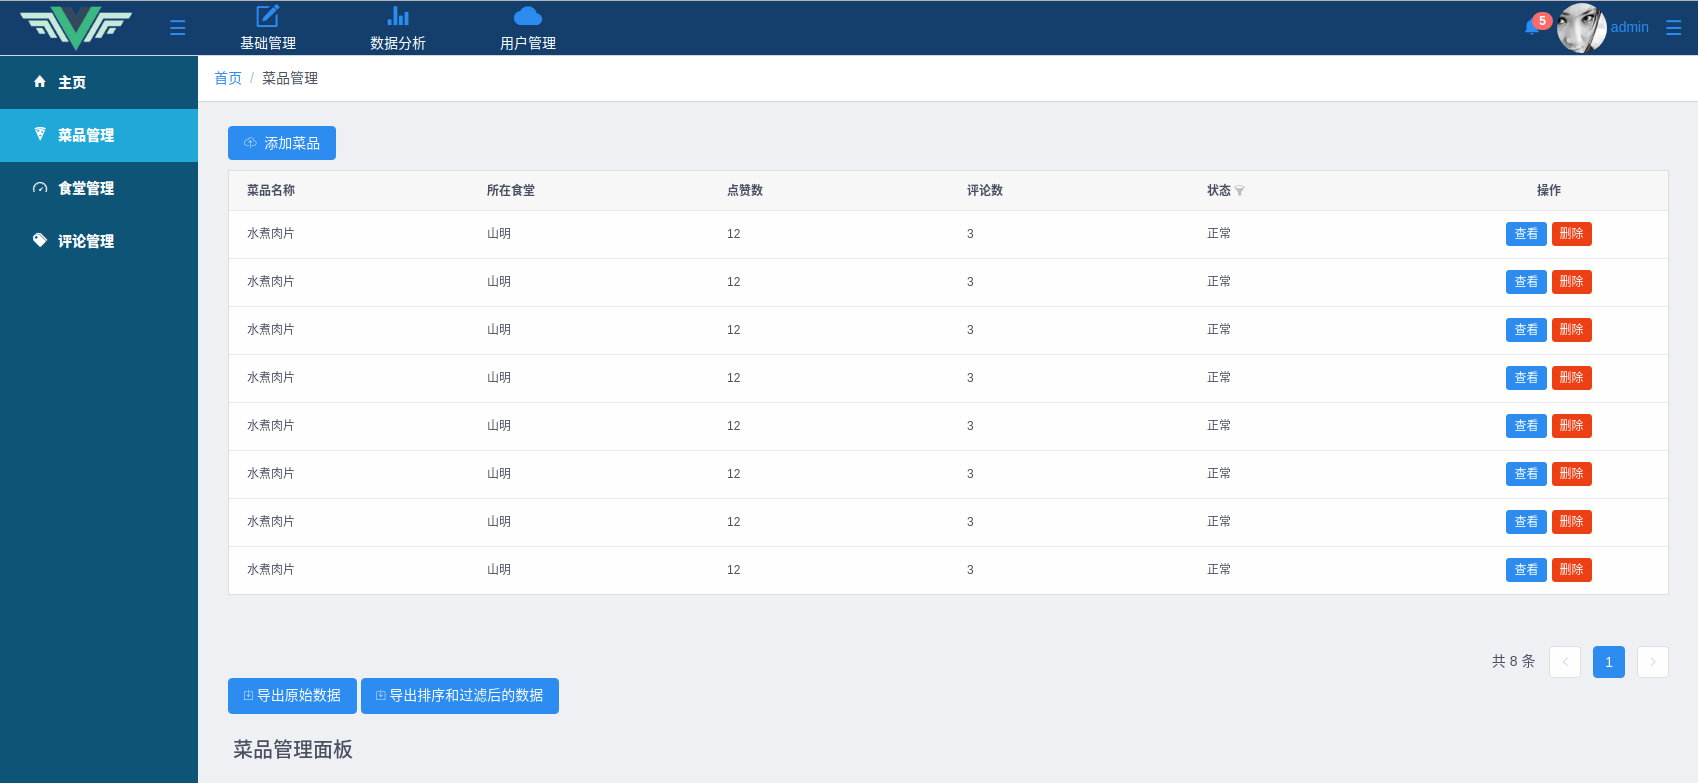 基础管理 数据分析 用户管理 5 admin
首页 / 菜品管理
主页
菜品管理
食堂管理
评论管理
添加菜品
菜品名称 所在食堂 点赞数 评论数 状态 操作
水煮肉片 山明 12 3 正常 查看 删除
水煮肉片 山明 12 3 正常 查看 删除
水煮肉片 山明 12 3 正常 查看 删除
水煮肉片 山明 12 3 正常 查看 删除
水煮肉片 山明 12 3 正常 查看 删除
水煮肉片 山明 12 3 正常 查看 删除
水煮肉片 山明 12 3 正常 查看 删除
水煮肉片 山明 12 3 正常 查看 删除
共 8 条 1
导出原始数据 导出排序和过滤后的数据
菜品管理面板